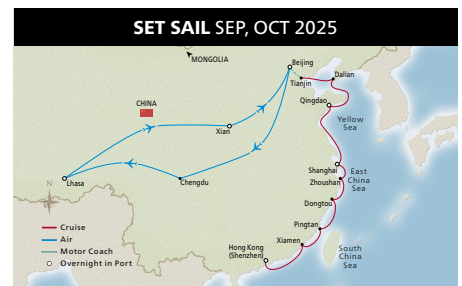 SET SAIL SEP, OCT 2025
MONGOLIA
Beijing
Tianjin
Dalian
CHINA
Qingdao
Yellow
Sea
Xian
Shanghai
Zhoushan
East
China
Sea
Lhasa
Chengdu
N
Dongtou
Pingtan
Xiamen
Hong Kong
(Shenzhen)
South
China
Sea
Cruise
Air
Motor Coach
Overnight in Port